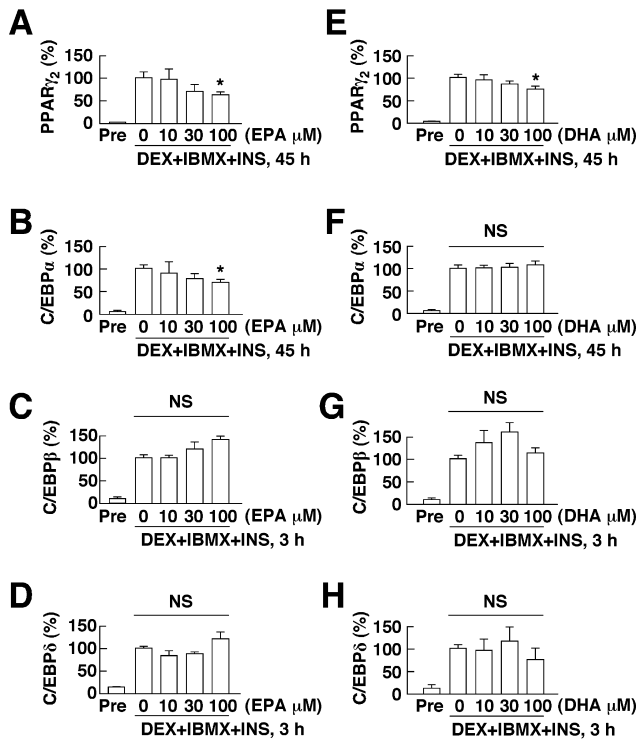 A
PPARγ₂ (%)
150
100
50
0
*
Pre 0 10 30 100 (EPA μM)
DEX+IBMX+INS, 45 h
E
PPARγ₂ (%)
150
100
50
0
*
Pre 0 10 30 100 (DHA μM)
DEX+IBMX+INS, 45 h
B
C/EBPα (%)
150
100
50
0
*
Pre 0 10 30 100 (EPA μM)
DEX+IBMX+INS, 45 h
F
NS
C/EBPα (%)
150
100
50
0
Pre 0 10 30 100 (DHA μM)
DEX+IBMX+INS, 45 h
C
NS
C/EBPβ (%)
150
100
50
0
Pre 0 10 30 100 (EPA μM)
DEX+IBMX+INS, 3 h
G
NS
C/EBPβ (%)
150
100
50
0
Pre 0 10 30 100 (DHA μM)
DEX+IBMX+INS, 3 h
D
NS
C/EBPδ (%)
150
100
50
0
Pre 0 10 30 100 (EPA μM)
DEX+IBMX+INS, 3 h
H
NS
C/EBPδ (%)
150
100
50
0
Pre 0 10 30 100 (DHA μM)
DEX+IBMX+INS, 3 h